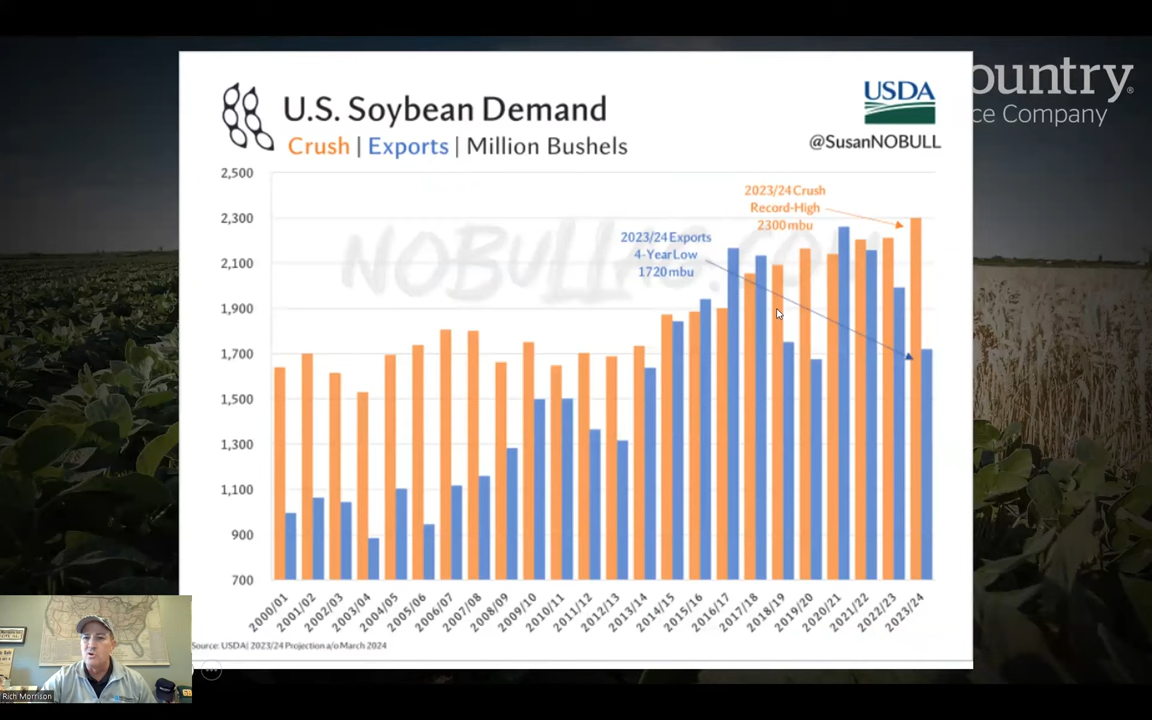 ountry®
ce Company
U.S. Soybean Demand
Crush | Exports | Million Bushels
USDA
@SusanNOBULL
2,500
2,300
2,100
1,900
1,700
1,500
1,300
1,100
900
700
2023/24 Crush
Record-High
2300 mbu
2023/24 Exports
4-Year Low
1720 mbu
2000/01
2001/02
2002/03
2003/04
2004/05
2005/06
2006/07
2007/08
2008/09
2009/10
2010/11
2011/12
2012/13
2013/14
2014/15
2015/16
2016/17
2017/18
2018/19
2019/20
2020/21
2021/22
2022/23
2023/24
Source: USDA| 2023/24 Projection a/o March 2024
Rich Morrison